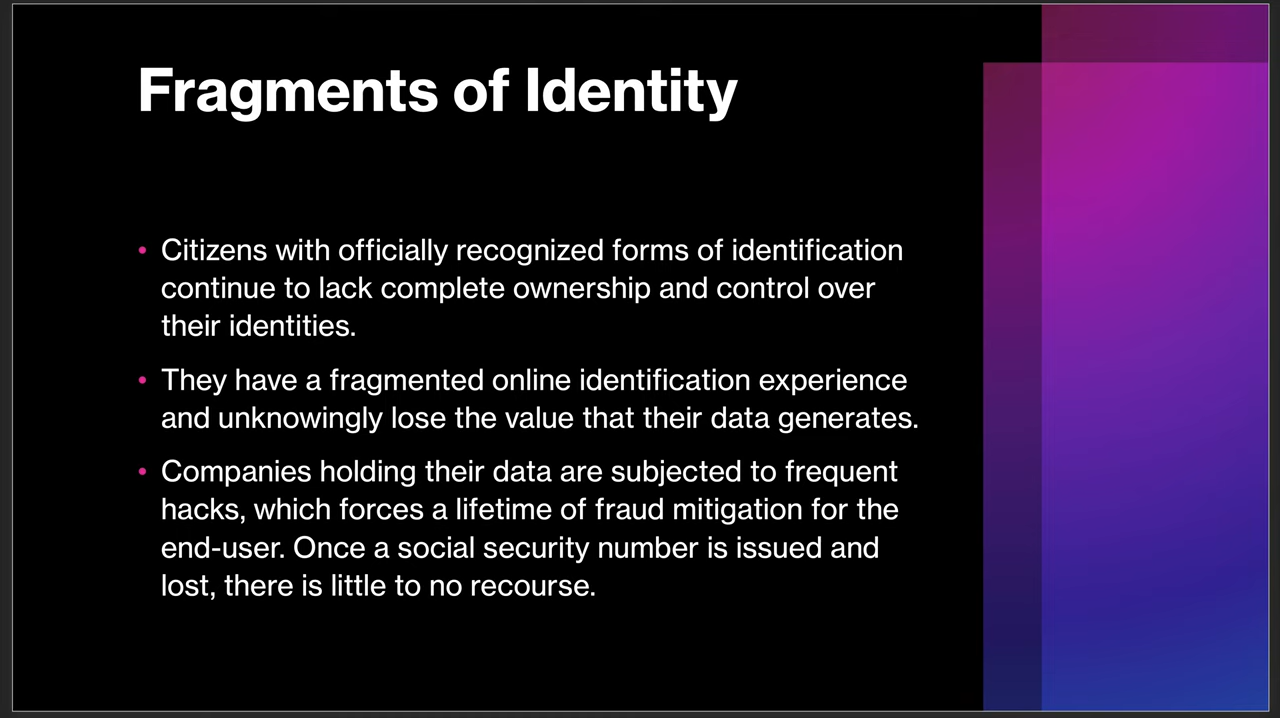 Fragments of Identity
• Citizens with officially recognized forms of identification
continue to lack complete ownership and control over
their identities.
• They have a fragmented online identification experience
and unknowingly lose the value that their data generates.
• Companies holding their data are subjected to frequent
hacks, which forces a lifetime of fraud mitigation for the
end-user. Once a social security number is issued and
lost, there is little to no recourse.